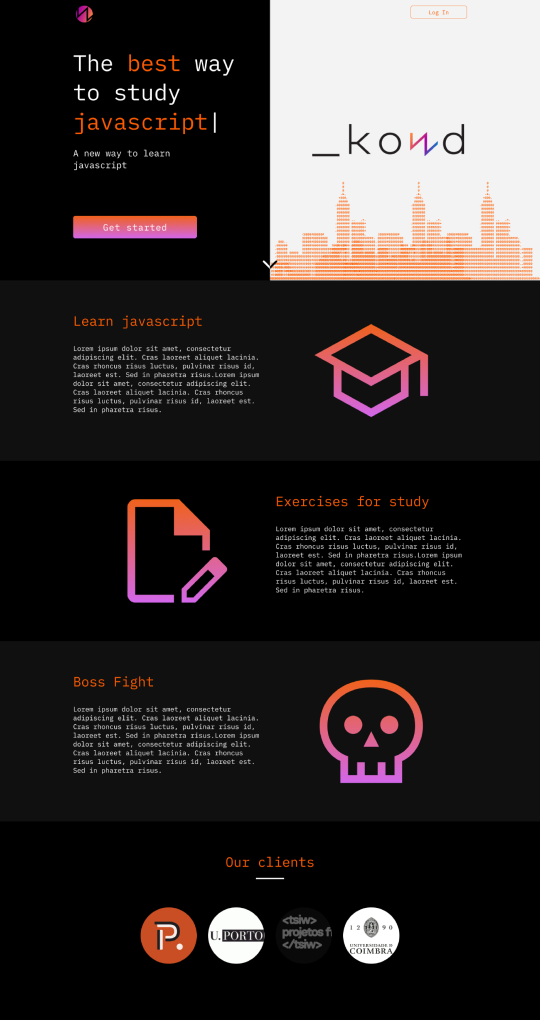 Log In
The best way
to study
javascript|
A new way to learn
javascript
Get started
_kowd
Learn javascript
Lorem ipsum dolor sit amet, consectetur
adipiscing elit. Cras laoreet aliquet lacinia.
Cras rhoncus risus luctus, pulvinar risus id,
laoreet est. Sed in pharetra risus.Lorem ipsum
dolor sit amet, consectetur adipiscing elit.
Cras laoreet aliquet lacinia. Cras rhoncus
risus luctus, pulvinar risus id, laoreet est.
Sed in pharetra risus.
Exercises for study
Lorem ipsum dolor sit amet, consectetur
adipiscing elit. Cras laoreet aliquet lacinia.
Cras rhoncus risus luctus, pulvinar risus id,
laoreet est. Sed in pharetra risus.Lorem ipsum
dolor sit amet, consectetur adipiscing elit.
Cras laoreet aliquet lacinia. Cras rhoncus
risus luctus, pulvinar risus id, laoreet est.
Sed in pharetra risus.
Boss Fight
Lorem ipsum dolor sit amet, consectetur
adipiscing elit. Cras laoreet aliquet lacinia.
Cras rhoncus risus luctus, pulvinar risus id,
laoreet est. Sed in pharetra risus.Lorem ipsum
dolor sit amet, consectetur adipiscing elit.
Cras laoreet aliquet lacinia. Cras rhoncus
risus luctus, pulvinar risus id, laoreet est.
Sed in pharetra risus.
Our clients
P.
U.PORTO
<tsiw>
projetos f
</tsiw>
12 90
UNIVERSIDADE D
COIMBRA